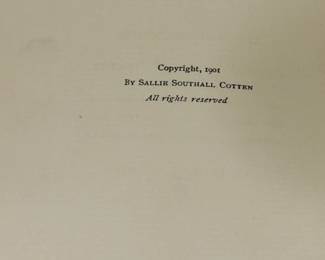 Copyright, 1901
By Sallie Southall Cotten
All rights reserved